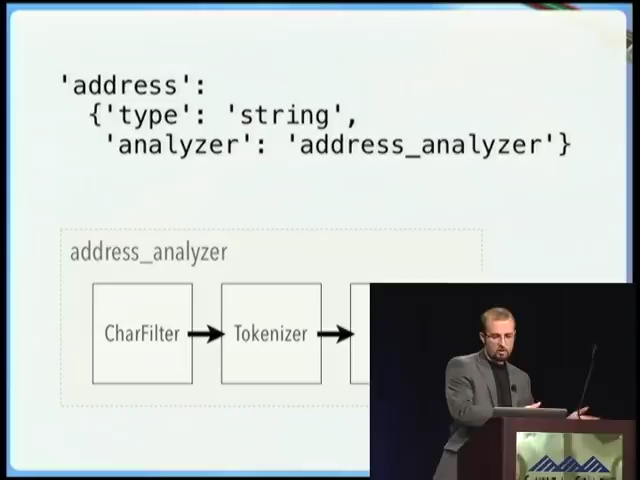 'address':
{'type': 'string',
'analyzer': 'address_analyzer'}
address_analyzer
CharFilter
Tokenizer